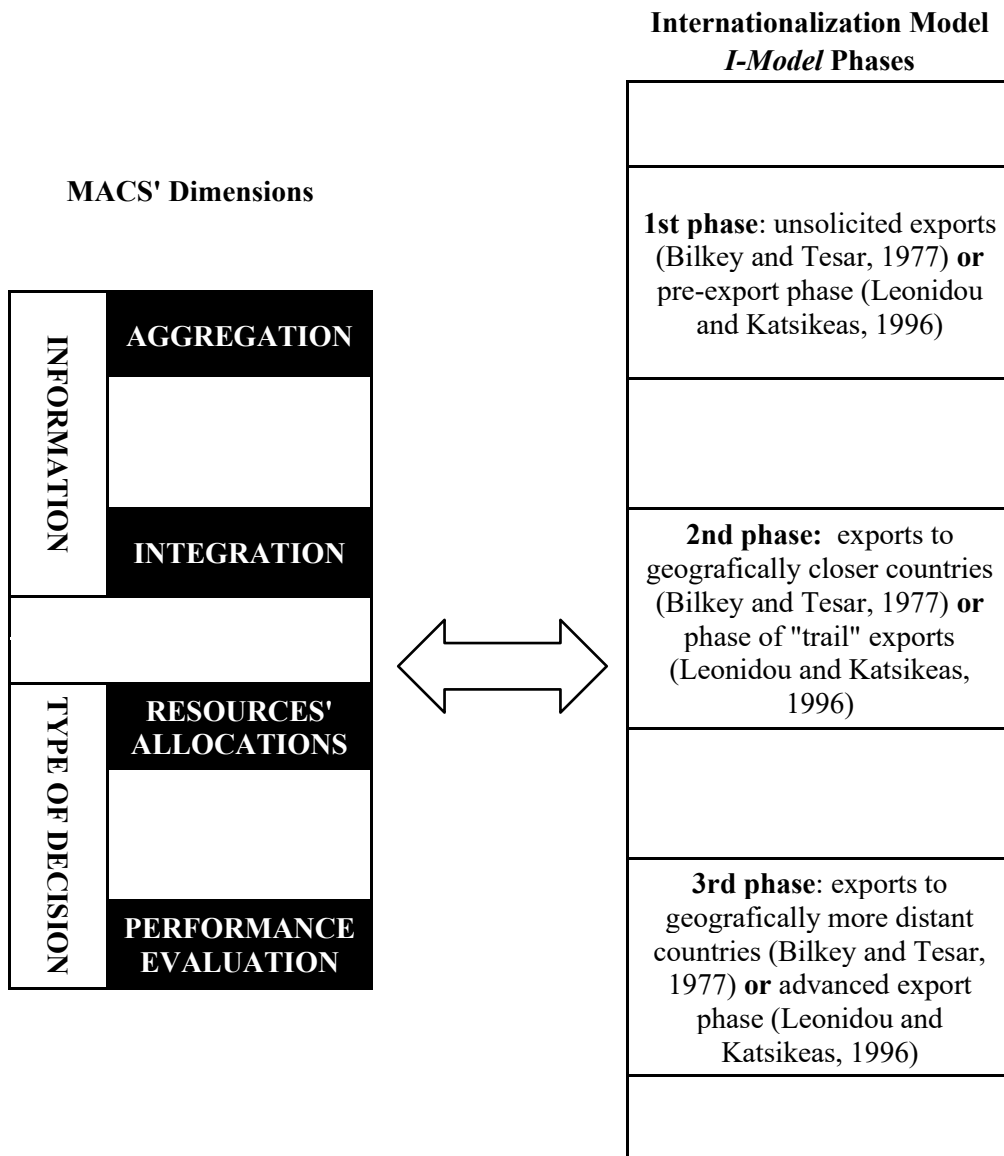 Internationalization Model
I-Model Phases
MACS' Dimensions
INFORMATION
AGGREGATION
INTEGRATION
TYPE OF DECISION
RESOURCES'
ALLOCATIONS
PERFORMANCE
EVALUATION
1st phase: unsolicited exports
(Bilkey and Tesar, 1977) or
pre-export phase (Leonidou
and Katsikeas, 1996)
2nd phase:  exports to
geografically closer countries
(Bilkey and Tesar, 1977) or
phase of "trail" exports
(Leonidou and Katsikeas,
1996)
3rd phase: exports to
geografically more distant
countries (Bilkey and Tesar,
1977) or advanced export
phase (Leonidou and
Katsikeas, 1996)